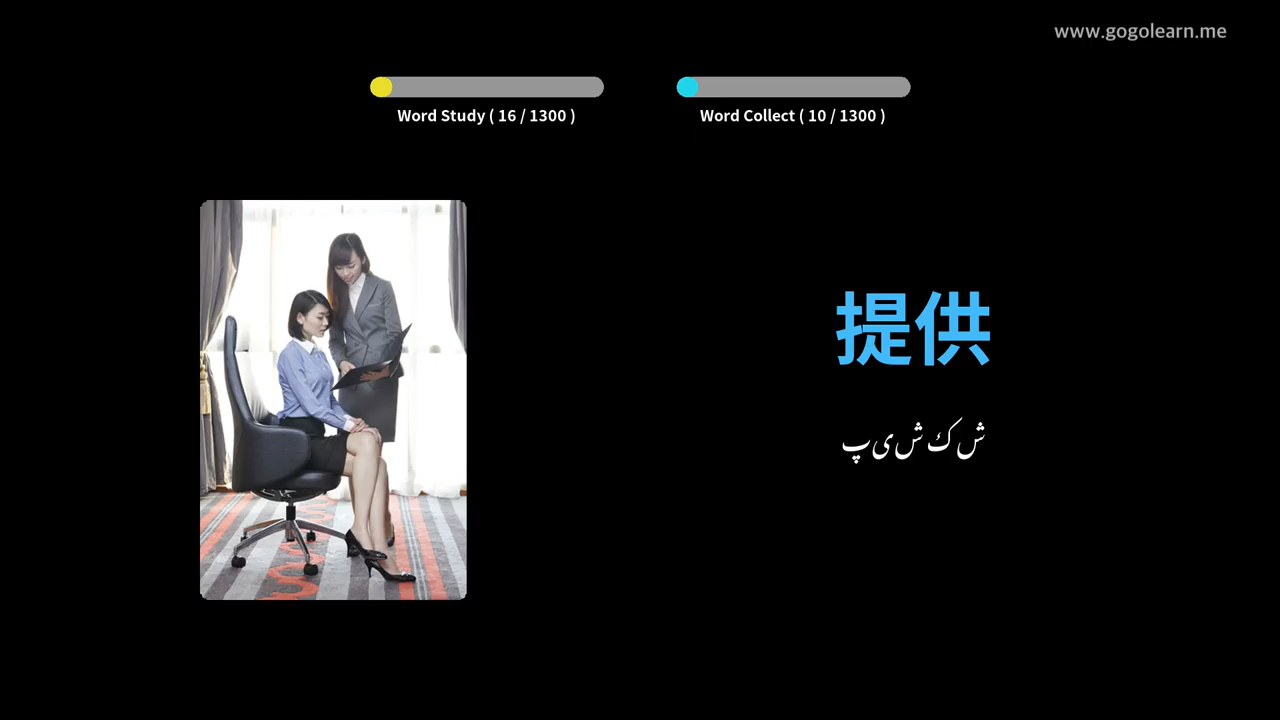 www.gogolearn.me
Word Study ( 16 / 1300 )
Word Collect ( 10 / 1300 )
提供
ش ک ش ی پ